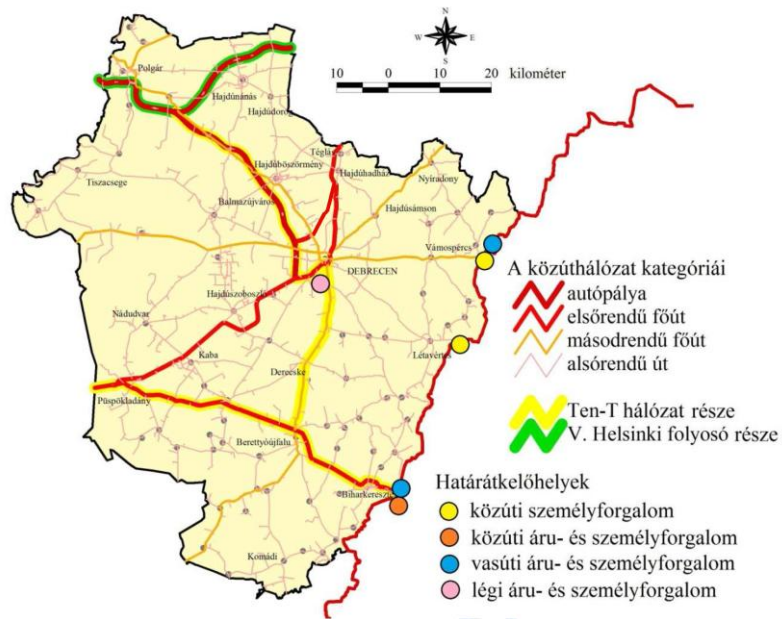 N
W E
S
10 0 10 20 kilométer
Polgár
Hajdúnánás
Hajdúdorog
Téglás
Hajdúhadház
Hajdúböszörmény
Nyíradony
Tiszacsege
Balmazújváros
Hajdúsámson
Vámospércs
DEBRECEN
Hajdúszoboszló
Nádudvar
Kaba
Létavértes
Derecske
Püspökladány
Berettyóújfalu
Biharkeresztes
Komádi
A közúthálózat kategóriái
autópálya
elsőrendű főút
másodrendű főút
alsórendű út
Ten-T hálózat része
V. Helsinki folyosó része
Határátkelőhelyek
közúti személyforgalom
közúti áru- és személyforgalom
vasúti áru- és személyforgalom
légi áru- és személyforgalom